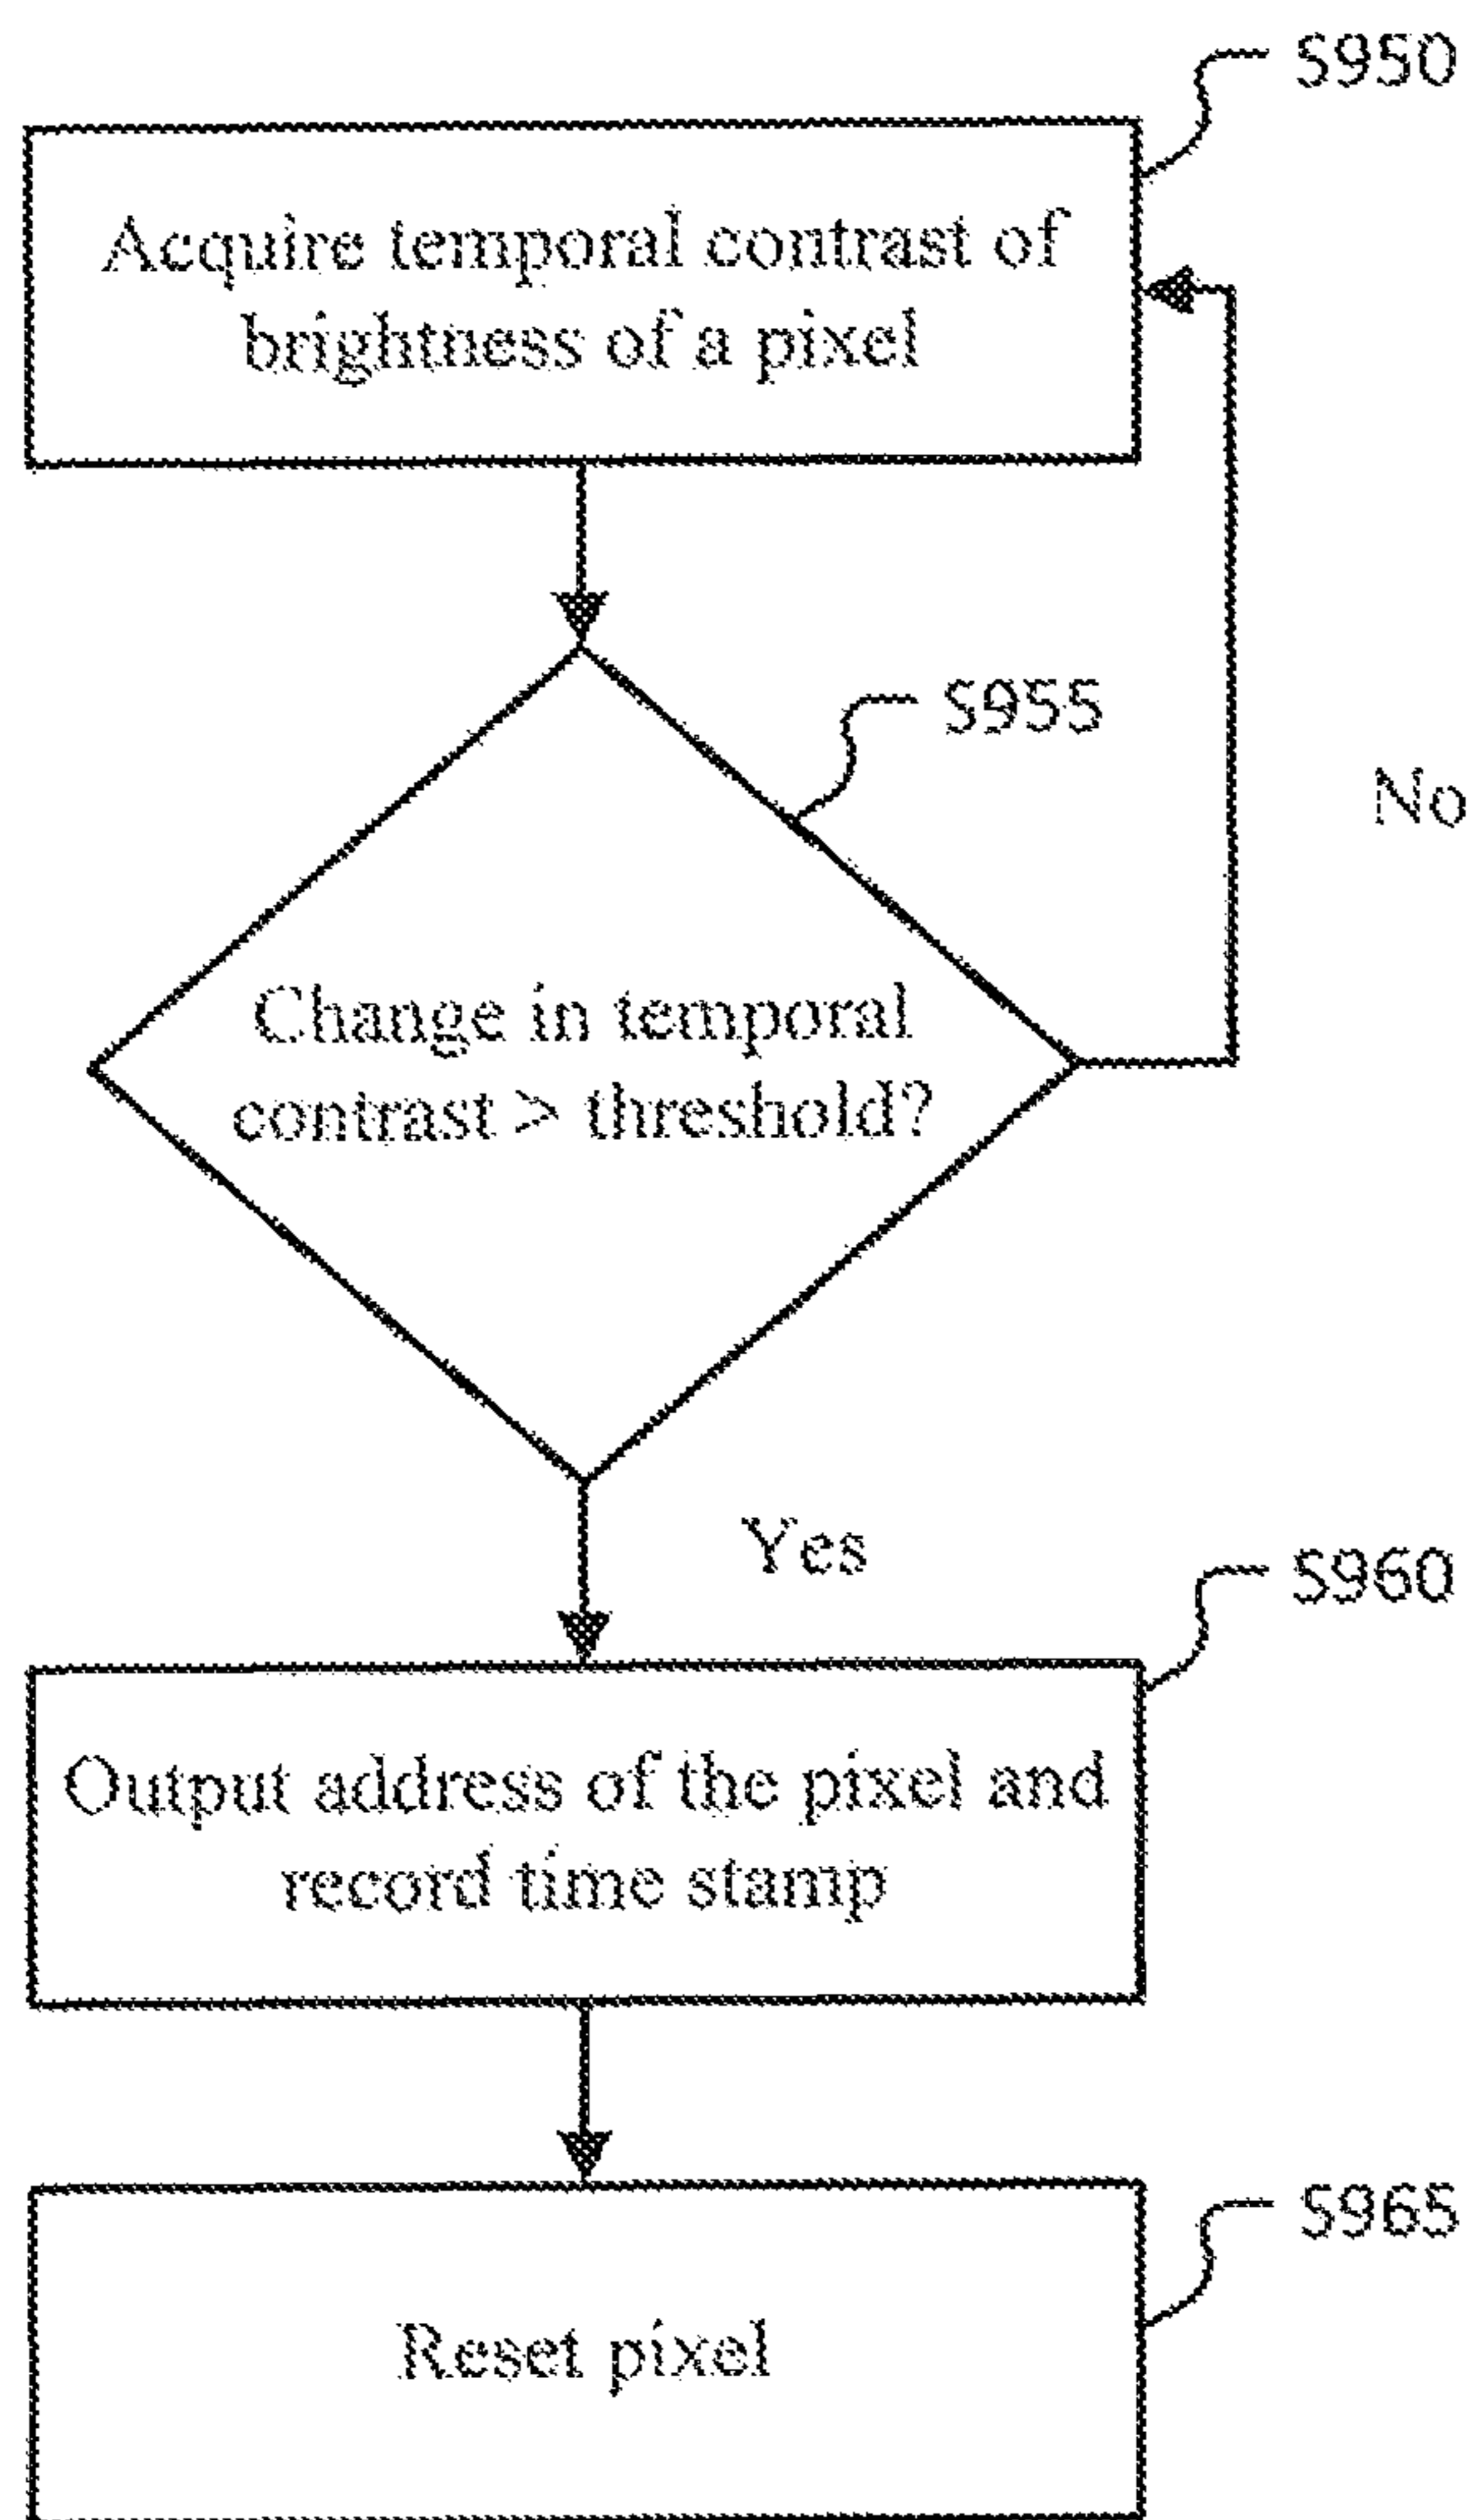 S950
Acquire temporal contrast of
brightness of a pixel
S955
No
Change in temporal
contrast > threshold?
Yes
S960
Output address of the pixel and
record time stamp
S965
Reset pixel